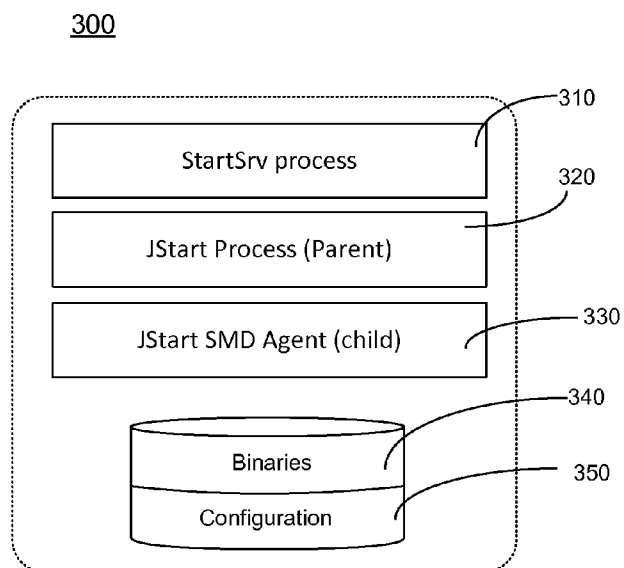 300
310
StartSrv process
320
JStart Process (Parent)
330
JStart SMD Agent (child)
340
Binaries
350
Configuration